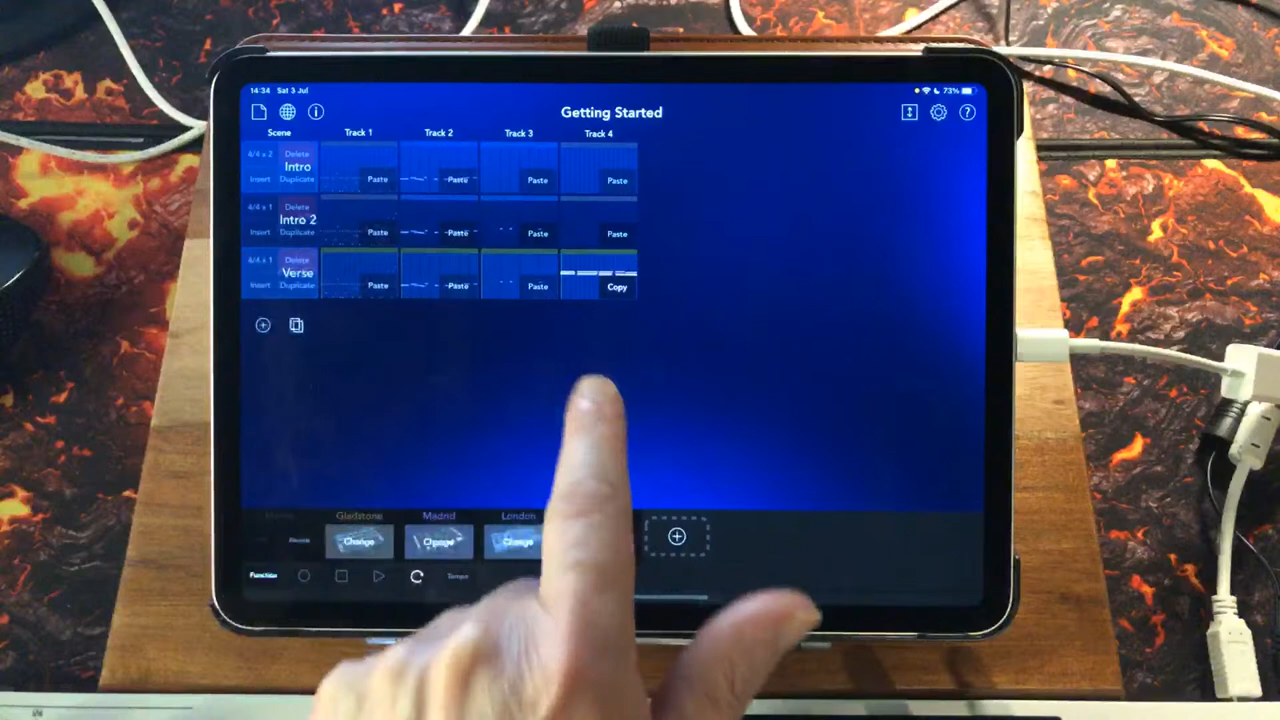 14:34 Sat 3 Jul 73%
Getting Started
Scene Track 1 Track 2 Track 3 Track 4
4/4 x 2 Delete
Intro
Insert Duplicate Paste Paste Paste Paste
4/4 x 1 Delete
Intro 2
Insert Duplicate Paste Paste Paste Paste
4/4 x 1 Delete
Verse
Insert Duplicate Paste Paste Paste Copy
Gladstone Madrid London
Change Change Change
Function Tempo